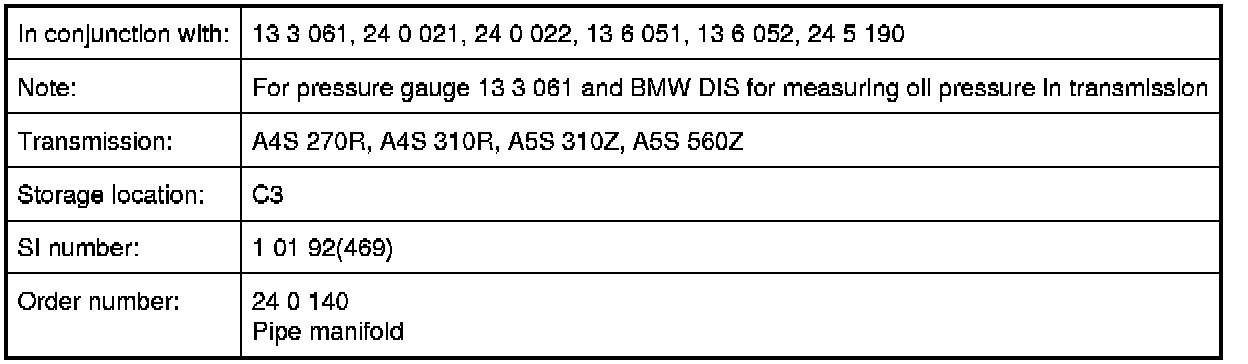 In conjunction with: 13 3 061, 24 0 021, 24 0 022, 13 6 051, 13 6 052, 24 5 190
Note: For pressure gauge 13 3 061 and BMW DIS for measuring oil pressure in transmission
Transmission: A4S 270R, A4S 310R, A5S 310Z, A5S 560Z
Storage location: C3
SI number: 1 01 92(469)
Order number: 24 0 140
Pipe manifold